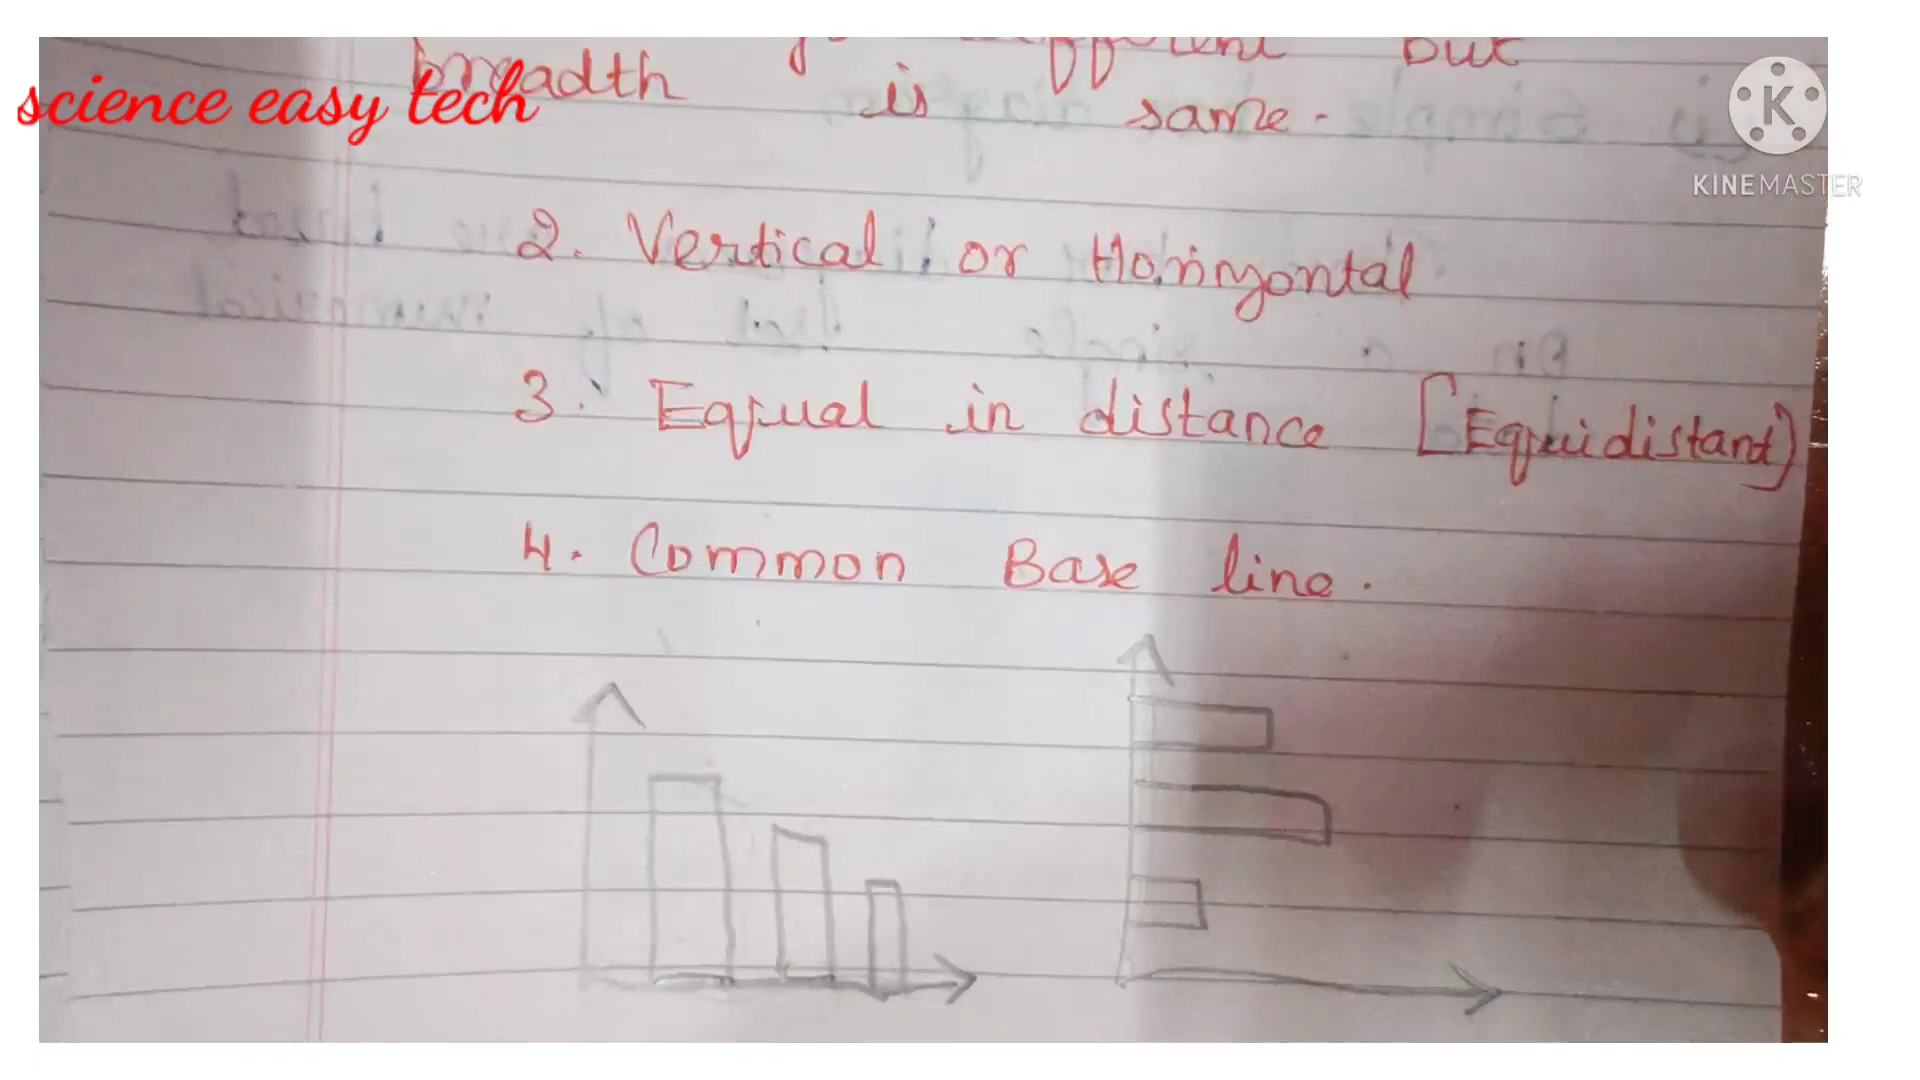 but
breadth is same.
science easy tech
KINEMASTER
2. Vertical or Horizontal
3. Equal in distance [Equidistant]
4. Common Base line.